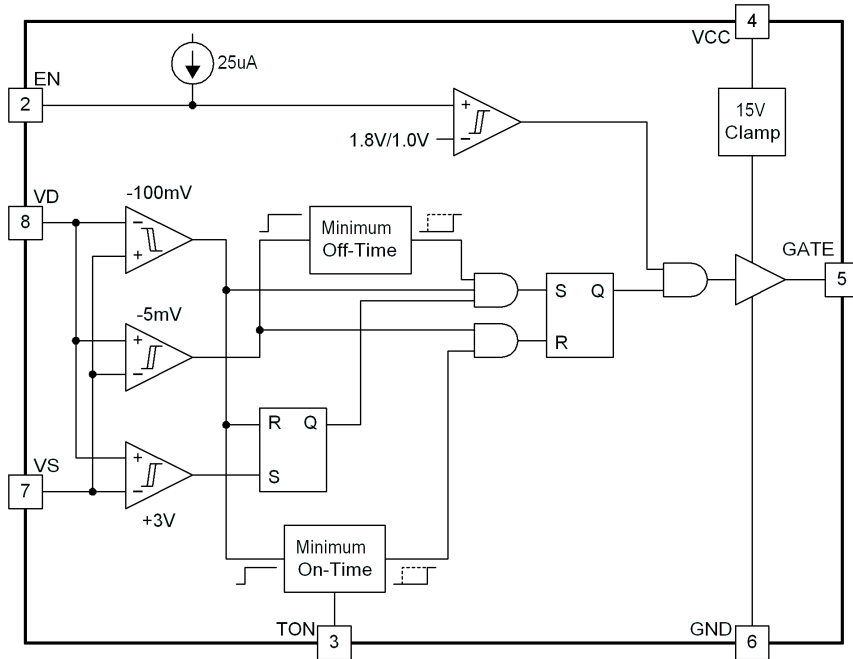 4
VCC
25uA
EN
2
+
15V
Clamp
1.8V/1.0V
−
VD
-100mV
8
−
Minimum
Off-Time
+
GATE
5
S Q
-5mV
+
R
−
R Q
VS
+
S
7
−
+3V
Minimum
On-Time
TON
3
GND
6